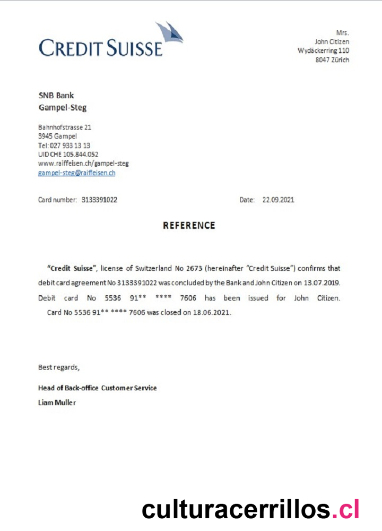 CREDIT SUISSE
Mrs.
John Citizen
Wydäckerring 110
8047 Zürich
SNB Bank
Gampel-Steg
Bahnhofstrasse 21
3945 Gampel
Tel: 027 933 13 13
UID CHE 105.844.052
www.raiffeisen.ch/gampel-steg
gampel-steg@raiffeisen.ch
Card number: 3133391022 Date: 22.09.2021
REFERENCE
"Credit Suisse", license of Switzerland No 2673 (hereinafter "Credit Suisse") confirms that
debit card agreement No 3133391022 was concluded by the Bank and John Citizen on 13.07.2019.
Debit card No 5536 91** **** 7606 has been issued for John Citizen.
Card No 5536 91** **** 7606 was closed on 18.06.2021.
Best regards,
Head of Back-office Customer Service
Liam Muller
culturacerrillos.cl